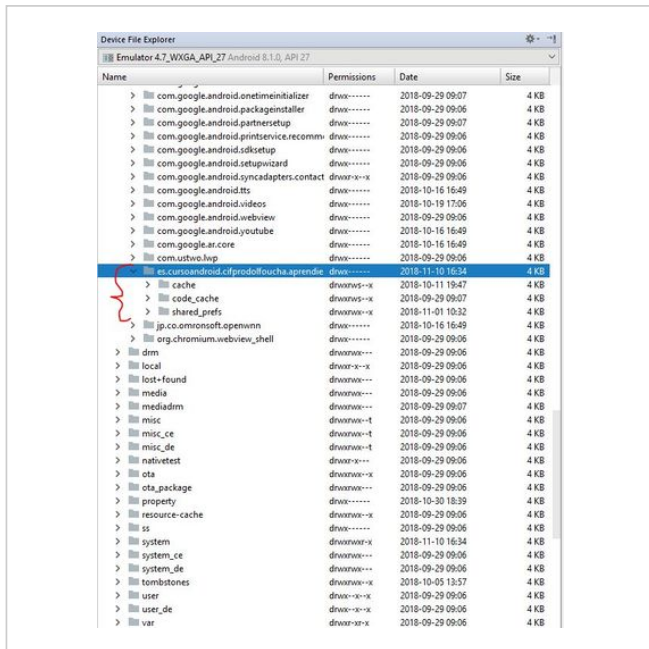 Device File Explorer
Emulator 4.7_WXGA_API_27 Android 8.1.0, API 27
Name Permissions Date Size
com.google.android.onetimeinitializer drwx------ 2018-09-29 09:07 4 KB
com.google.android.packageinstaller drwx------ 2018-09-29 09:06 4 KB
com.google.android.partnersetup drwx------ 2018-09-29 09:07 4 KB
com.google.android.printservice.recomm drwx------ 2018-09-29 09:06 4 KB
com.google.android.sdksetup drwx------ 2018-09-29 09:06 4 KB
com.google.android.setupwizard drwx------ 2018-09-29 09:06 4 KB
com.google.android.syncadapters.contact drwxr-x--x 2018-09-29 09:06 4 KB
com.google.android.tts drwx------ 2018-10-16 16:49 4 KB
com.google.android.videos drwx------ 2018-10-19 17:06 4 KB
com.google.android.webview drwx------ 2018-09-29 09:06 4 KB
com.google.android.youtube drwx------ 2018-10-16 16:49 4 KB
com.google.ar.core drwx------ 2018-10-16 16:49 4 KB
com.ustwo.lwp drwx------ 2018-09-29 09:06 4 KB
es.cursoandroid.cifprodolfoucha.aprendie drwx------ 2018-11-10 16:34 4 KB
cache drwxrws--x 2018-10-11 19:47 4 KB
code_cache drwxrws--x 2018-09-29 09:07 4 KB
shared_prefs drwxrwx--x 2018-11-01 10:32 4 KB
jp.co.omronsoft.openwnn drwx------ 2018-10-16 16:49 4 KB
org.chromium.webview_shell drwx------ 2018-09-29 09:06 4 KB
drm drwxrwx--- 2018-09-29 09:06 4 KB
local drwxr-x--x 2018-09-29 09:06 4 KB
lost+found drwxrwx--- 2018-09-29 09:06 4 KB
media drwxrwx--- 2018-09-29 09:06 4 KB
mediadrm drwxrwx--- 2018-09-29 09:07 4 KB
misc drwxrwx--t 2018-09-29 09:06 4 KB
misc_ce drwxrwx--t 2018-09-29 09:06 4 KB
misc_de drwxrwx--t 2018-09-29 09:06 4 KB
nativetest drwxr-x--- 2018-09-29 09:06 4 KB
ota drwxrwx--x 2018-09-29 09:06 4 KB
ota_package drwxrwx--- 2018-09-29 09:06 4 KB
property drwx------ 2018-10-30 18:39 4 KB
resource-cache drwxrwx--x 2018-09-29 09:06 4 KB
ss drwx------ 2018-09-29 09:06 4 KB
system drwxrwxr-x 2018-11-10 16:34 4 KB
system_ce drwxrwx--- 2018-09-29 09:06 4 KB
system_de drwxrwx--- 2018-09-29 09:06 4 KB
tombstones drwxrwx--x 2018-10-05 13:57 4 KB
user drwx--x--x 2018-09-29 09:06 4 KB
user_de drwx--x--x 2018-09-29 09:06 4 KB
var drwxr-xr-x 2018-09-29 09:06 4 KB